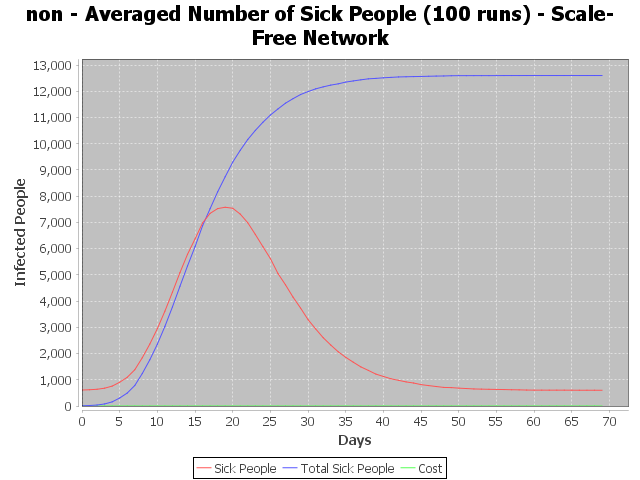 non - Averaged Number of Sick People (100 runs) - Scale-
Free Network
13,000
12,000
11,000
10,000
9,000
8,000
7,000
6,000
5,000
4,000
3,000
2,000
1,000
0
Infected People
0 5 10 15 20 25 30 35 40 45 50 55 60 65 70
Days
Sick People Total Sick People Cost